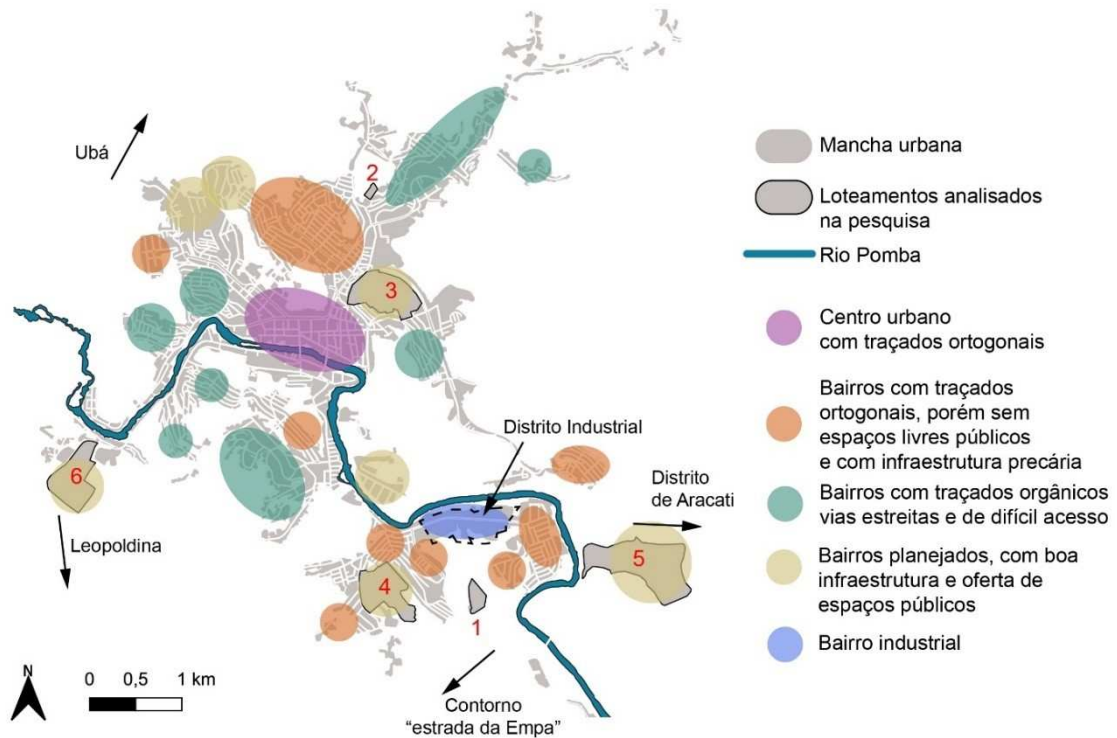 Ubá
2
3
Distrito Industrial
Distrito
de Aracati
6
5
4
1
Leopoldina
Contorno
“estrada da Empa”
N
0 0,5 1 km
Mancha urbana
Loteamentos analisados
na pesquisa
Rio Pomba
Centro urbano
com traçados ortogonais
Bairros com traçados
ortogonais, porém sem
espaços livres públicos
e com infraestrutura precária
Bairros com traçados orgânicos
vias estreitas e de difícil acesso
Bairros planejados, com boa
infraestrutura e oferta de
espaços públicos
Bairro industrial